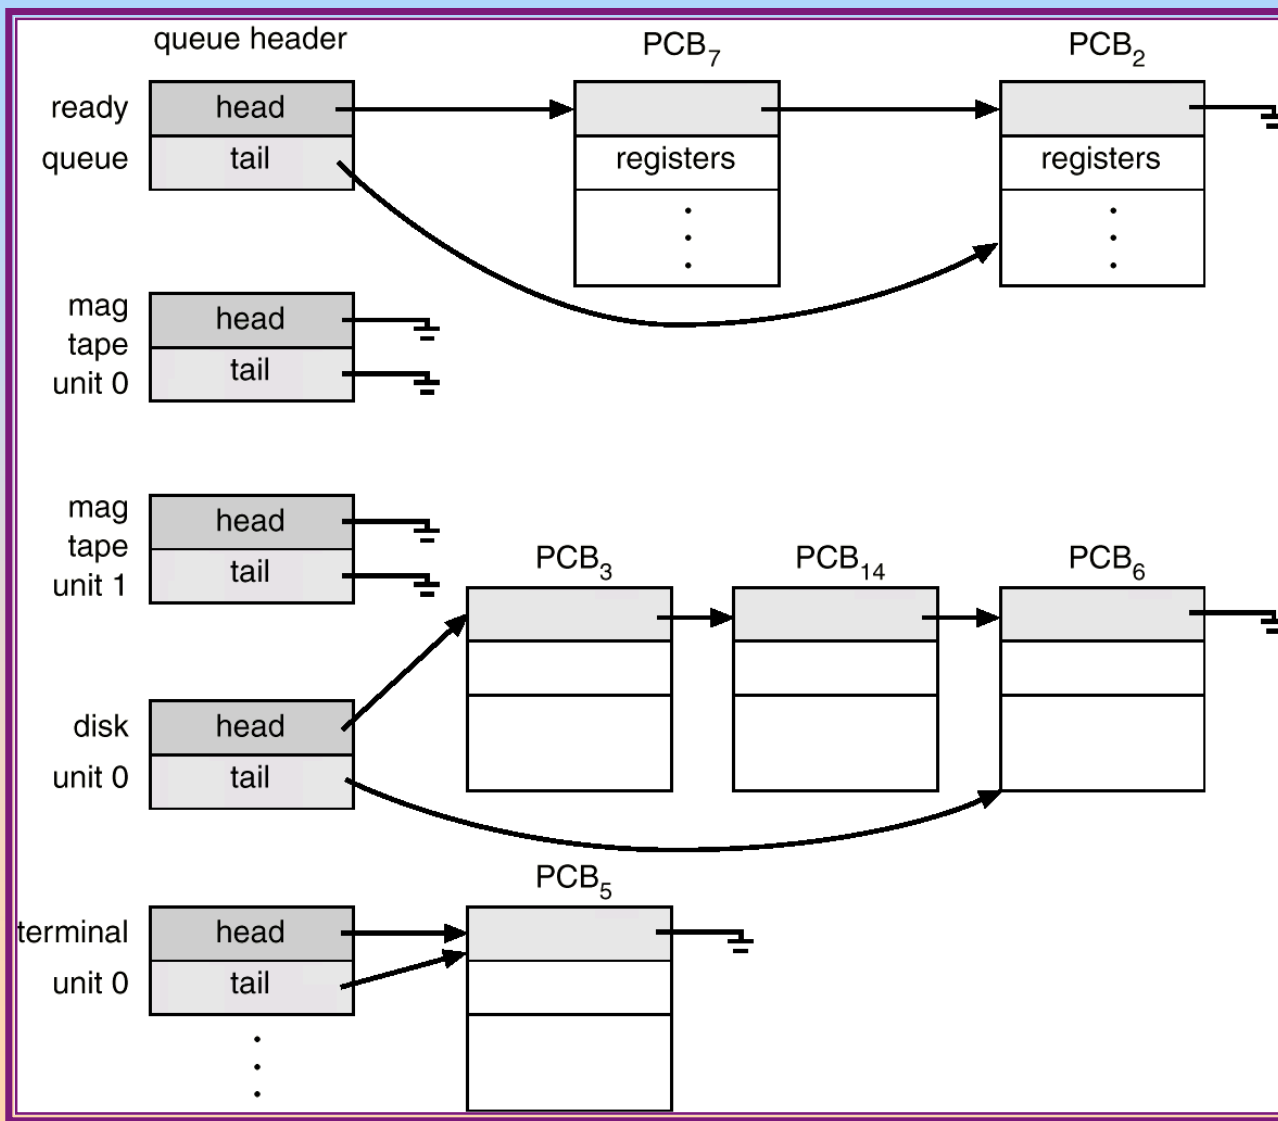 queue header
PCB7
PCB2
ready
queue
head
tail
registers
registers
mag
tape
unit 0
head
tail
mag
tape
unit 1
head
tail
PCB3
PCB14
PCB6
disk
unit 0
head
tail
PCB5
terminal
unit 0
head
tail